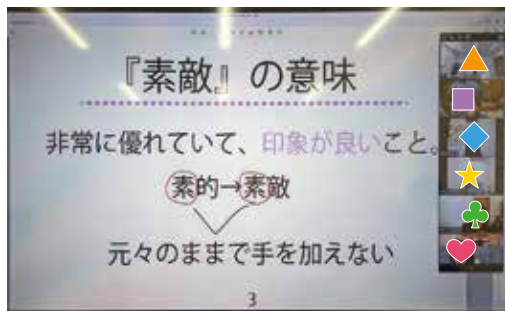 『素敵』の意味
非常に優れていて、印象が良いこと。
素的→素敵
元々のままで手を加えない
3